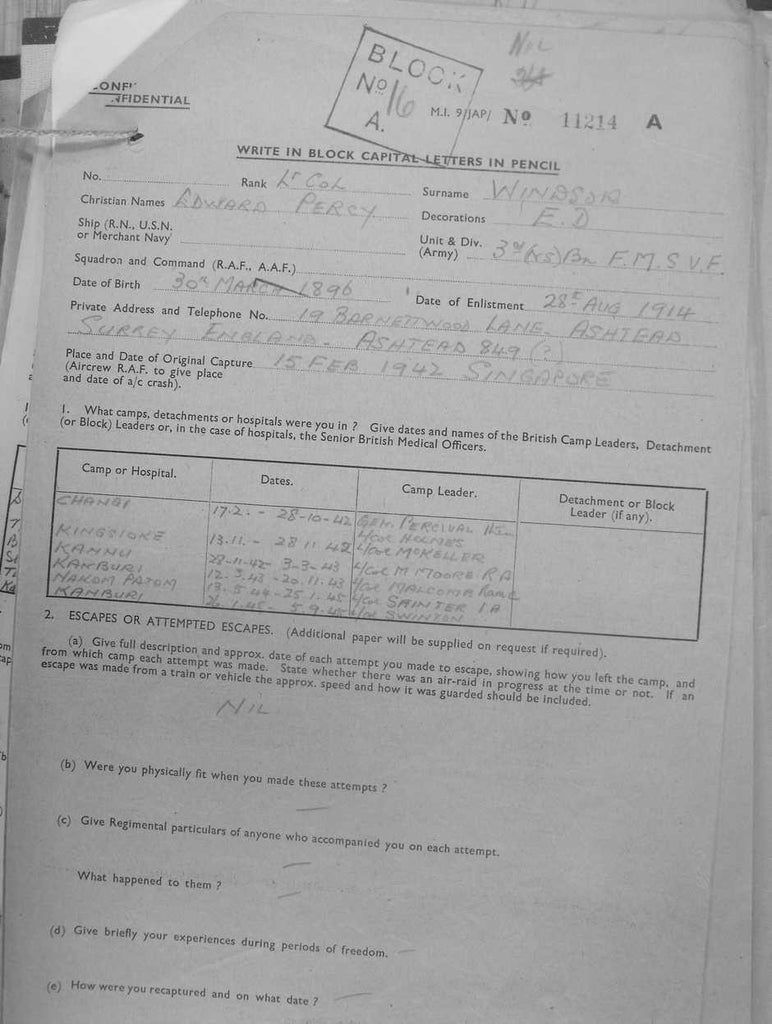 BLOCK
No 16
A.
NIL
CONF
NFIDENTIAL
M.I. 9/JAP/ No 11214 A
WRITE IN BLOCK CAPITAL LETTERS IN PENCIL
No. Rank Lt COL Surname WINDSOR
Christian Names EDWARD PERCY Decorations E.D
Ship (R.N., U.S.N. or Merchant Navy Unit & Div. (Army) 3rd (KS) Bn F.M.S.V.F.
Squadron and Command (R.A.F., A.A.F.)
Date of Birth 30th MARCH 1896 Date of Enlistment 28th AUG 1914
Private Address and Telephone No. 19 BARNETTWOOD LANE. ASHTEAD
SURREY ENGLAND - ASHTEAD 849 (?)
Place and Date of Original Capture 15 FEB 1942 SINGAPORE
(Aircrew R.A.F. to give place
and date of a/c crash).
1. What camps, detachments or hospitals were you in ? Give dates and names of the British Camp Leaders, Detachment
(or Block) Leaders or, in the case of hospitals, the Senior British Medical Officers.
Camp or Hospital. Dates. Camp Leader. Detachment or Block Leader (if any).
CHANGI 17.2. - 28-10-42 GEN. PERCIVAL
L/Col HOLMES
KINGSIOKE 13.11. - 28 11 42 L/Col McKELLER
KANNU 28-11-42 - 3-3-43 L/Col M MOORE RA
KANBURI 12.3.43 - 20.11.43 L/Col MALCOLM
NAKOM PATOM 13.5.44 - 25.1.45 L/Col SAINTER IA
KANBURI 26.1.45 - 5.9.45 L/Col SWINTON
2. ESCAPES OR ATTEMPTED ESCAPES. (Additional paper will be supplied on request if required).
(a) Give full description and approx. date of each attempt you made to escape, showing how you left the camp, and
from which camp each attempt was made. State whether there was an air-raid in progress at the time or not. If an
escape was made from a train or vehicle the approx. speed and how it was guarded should be included.
NIL
(b) Were you physically fit when you made these attempts ?
—
(c) Give Regimental particulars of anyone who accompanied you on each attempt.
—
What happened to them ?
—
(d) Give briefly your experiences during periods of freedom. —
(e) How were you recaptured and on what date ? —